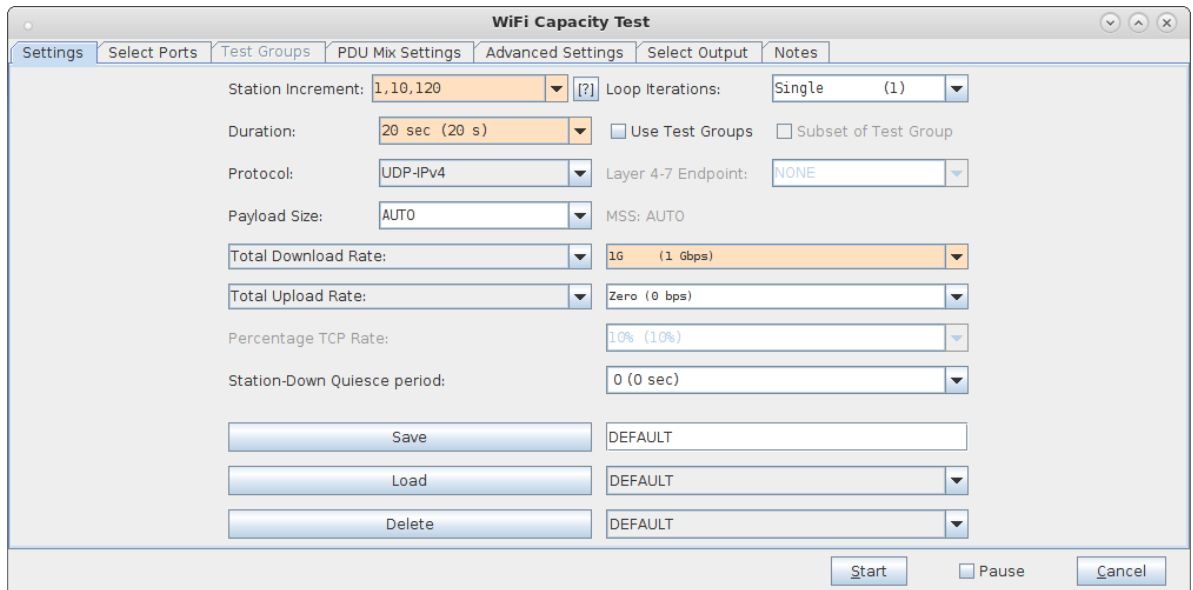 WiFi Capacity Test
Settings Select Ports Test Groups PDU Mix Settings Advanced Settings Select Output Notes
Station Increment: 1,10,120 [?] Loop Iterations: Single (1)
Duration: 20 sec (20 s) Use Test Groups Subset of Test Group
Protocol: UDP-IPv4 Layer 4-7 Endpoint: NONE
Payload Size: AUTO MSS: AUTO
Total Download Rate: 1G (1 Gbps)
Total Upload Rate: Zero (0 bps)
Percentage TCP Rate: 10% (10%)
Station-Down Quiesce period: 0 (0 sec)
Save DEFAULT
Load DEFAULT
Delete DEFAULT
Start Pause Cancel